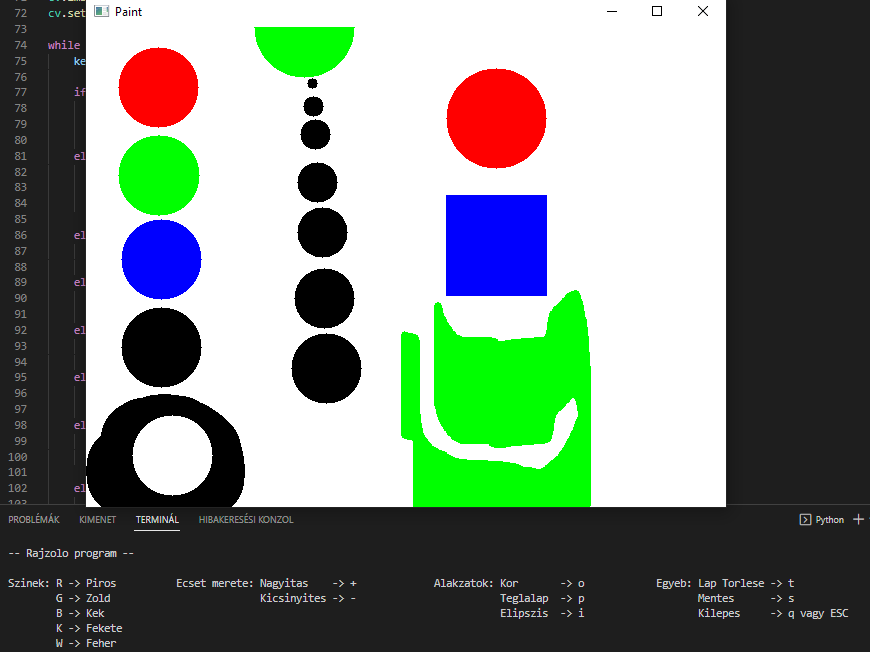 Paint
72 cv.set
73
74 while
75 ke
76
77 if
78
79
80
81 el
82
83
84
85
86 el
87
88
89 el
90
91
92 el
93
94
95 el
96
97
98 el
99
100
101
102 el
PROBLÉMÁK KIMENET TERMINÁL HIBAKERESÉSI KONZOL Python
-- Rajzolo program --
Szinek: R -> Piros Ecset merete: Nagyitas -> + Alakzatok: Kor -> o Egyeb: Lap Torlese -> t
G -> Zold Kicsinyites -> - Teglalap -> p Mentes -> s
B -> Kek Elipszis -> i Kilepes -> q vagy ESC
K -> Fekete
W -> Feher